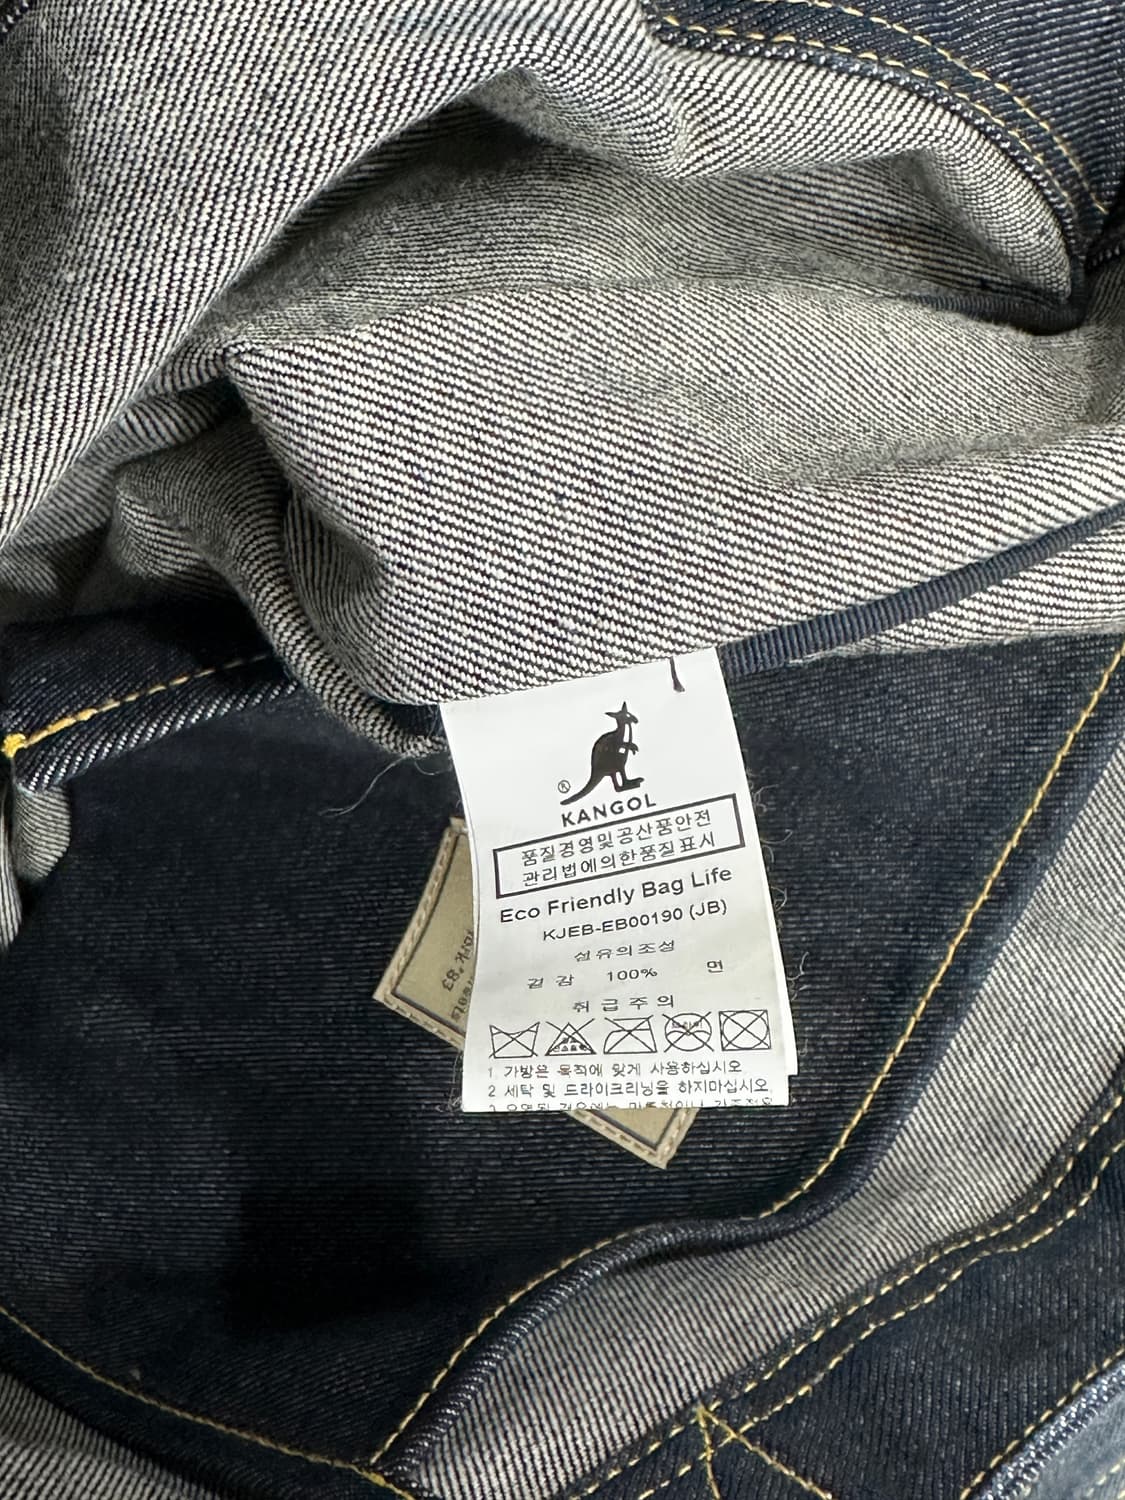 ®
KANGOL
품질경영및공산품안전
관리법에의한품질표시
Eco Friendly Bag Life
KJEB-EB00190 (JB)
섬유의조성
겉 감 100% 면
취 급 주 의
1. 가방은 목적에 맞게 사용하십시오
2 세탁 및 드라이크리닝을 하지마십시오
'83